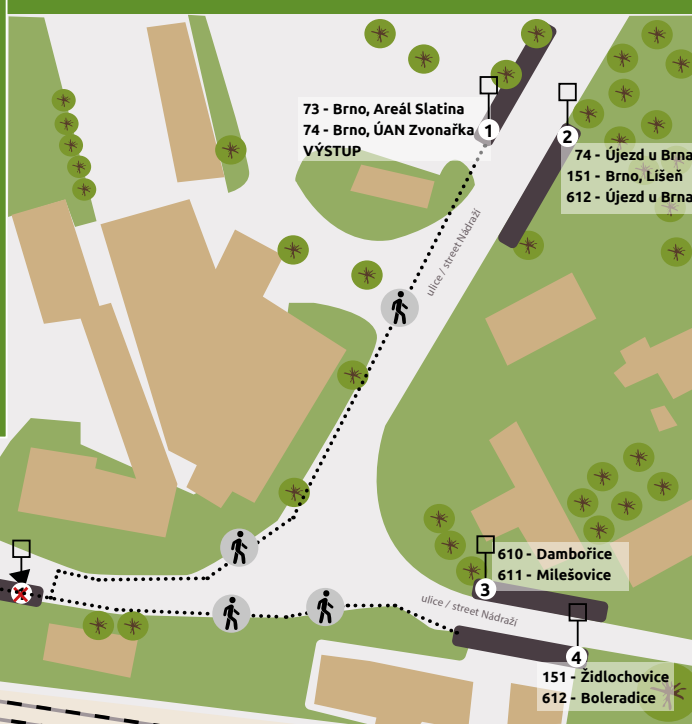 73 - Brno, Areál Slatina
74 - Brno, ÚAN Zvonařka
VÝSTUP
1
2
74 - Újezd u Brna
151 - Brno, Líšeň
612 - Újezd u Brna
ulice / street Nádraží
610 - Dambořice
611 - Milešovice
3
ulice / street Nádraží
4
151 - Židlochovice
612 - Boleradice